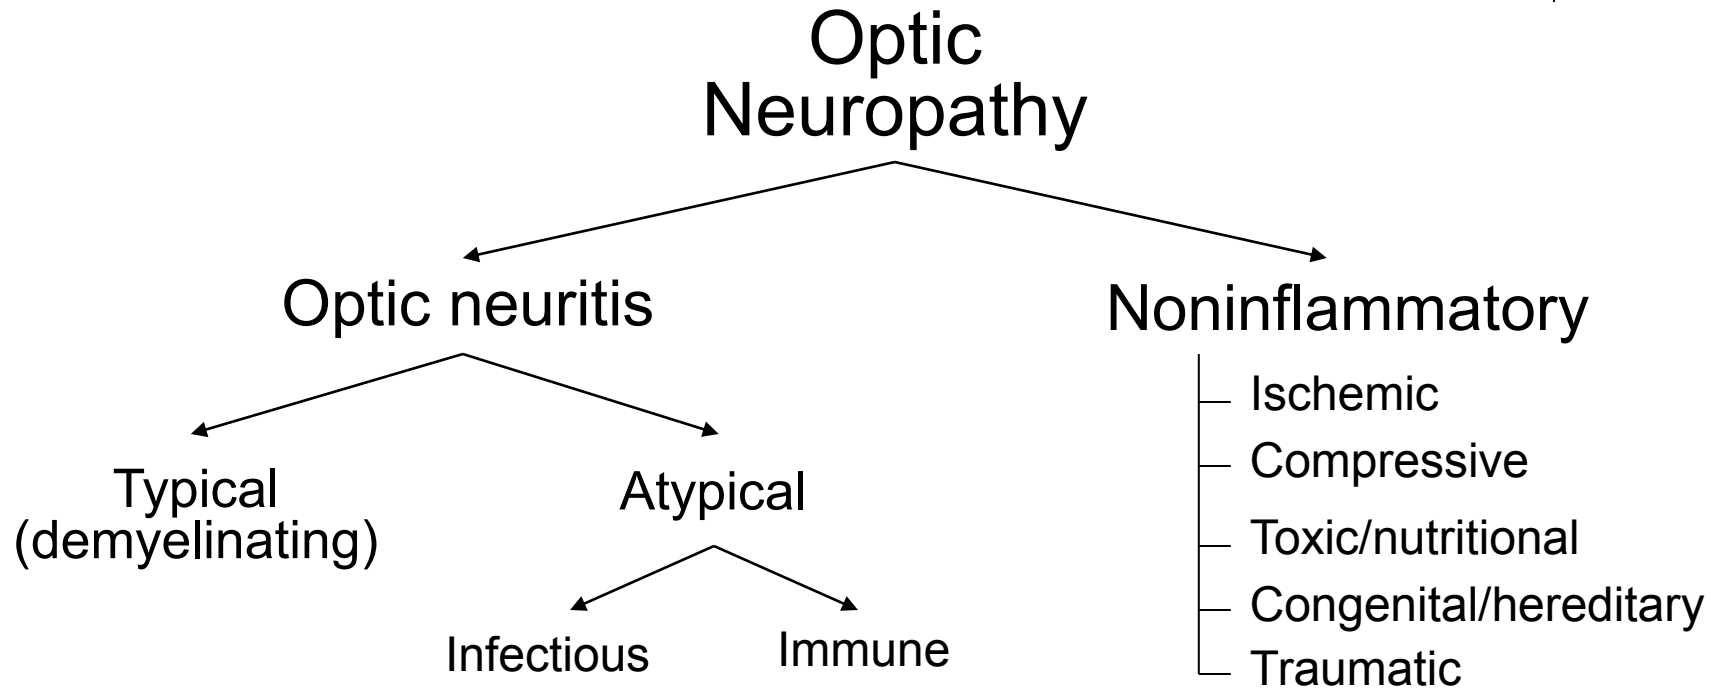 Optic
Neuropathy
Optic neuritis
Noninflammatory
Typical
(demyelinating)
Atypical
Infectious
Immune
Ischemic
Compressive
Toxic/nutritional
Congenital/hereditary
Traumatic